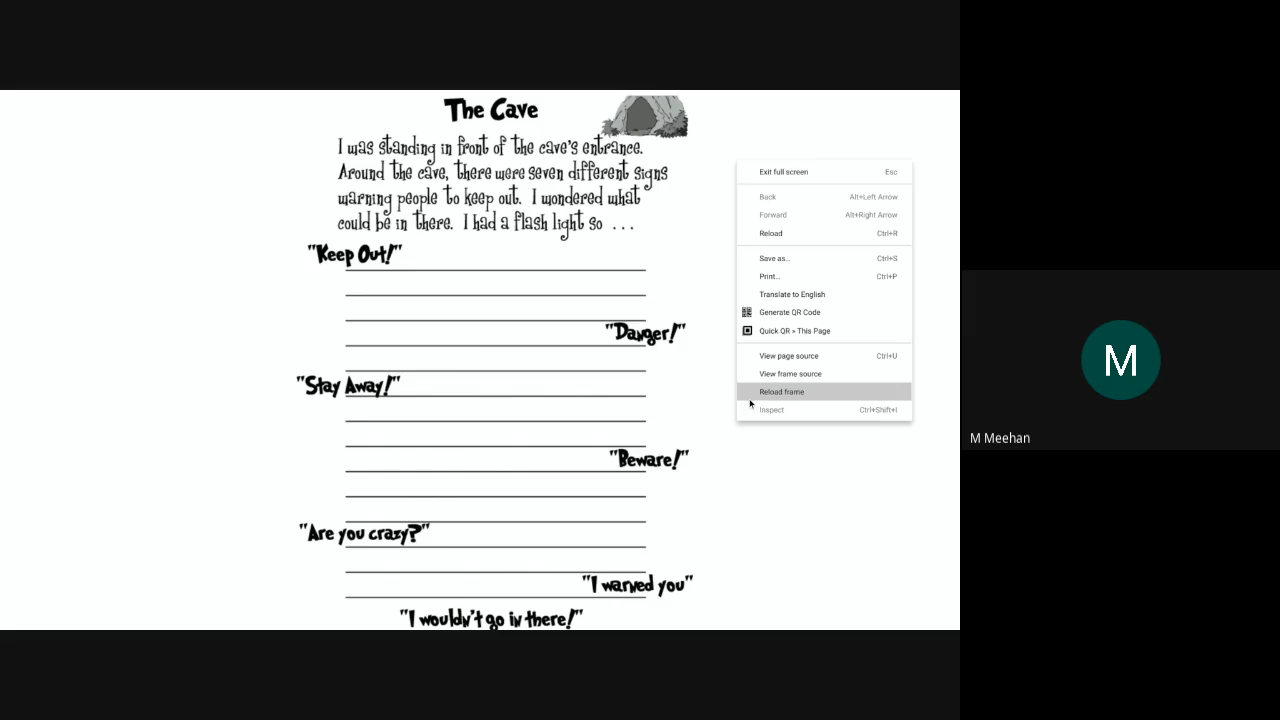 The Cave
I was standing in front of the cave's entrance.
Around the cave, there were seven different signs
warning people to keep out. I wondered what
could be in there. I had a flash light so . . .
"Keep Out!"
"Danger!"
"Stay Away!"
"Beware!"
"Are you crazy?"
"I warned you"
"I wouldn't go in there!"
Exit full screen Esc
Back Alt+Left Arrow
Forward Alt+Right Arrow
Reload Ctrl+R
Save as... Ctrl+S
Print... Ctrl+P
Translate to English
Generate QR Code
Quick QR » This Page
View page source Ctrl+U
View frame source
Reload frame
Inspect Ctrl+Shift+I
M
M Meehan